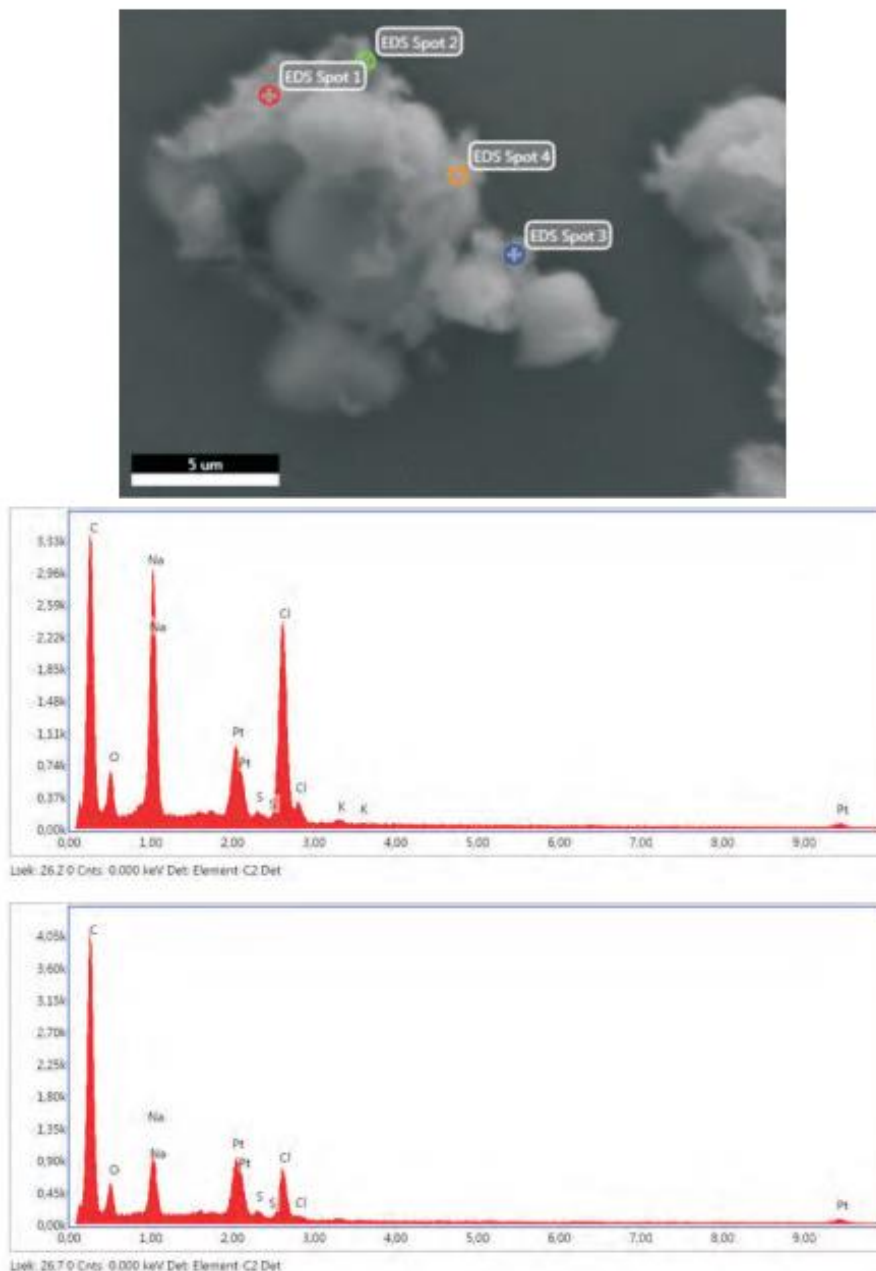 EDS Spot 2
EDS Spot 1
EDS Spot 4
EDS Spot 3
5 um
C
3,33k
Na
2,96k
2,59k
Cl
Na
2,22k
1,85k
1,48k
1,11k
Pt
O
Pt
0,74k
Cl
0,37k
S
S
K
K
Pt
0,00k
0,00
1,00
2,00
3,00
4,00
5,00
6,00
7,00
8,00
9,00
Lsek: 26.2 0 Cnts 0.000 keV Det: Element-C2 Det
C
4,05k
3,60k
3,15k
2,70k
2,25k
1,80k
Na
1,35k
Pt
Na
Pt
Cl
0,90k
O
0,45k
S
S
Cl
Pt
0,00k
0,00
1,00
2,00
3,00
4,00
5,00
6,00
7,00
8,00
9,00
Lsek: 26.7 0 Cnts 0.000 keV Det: Element-C2 Det